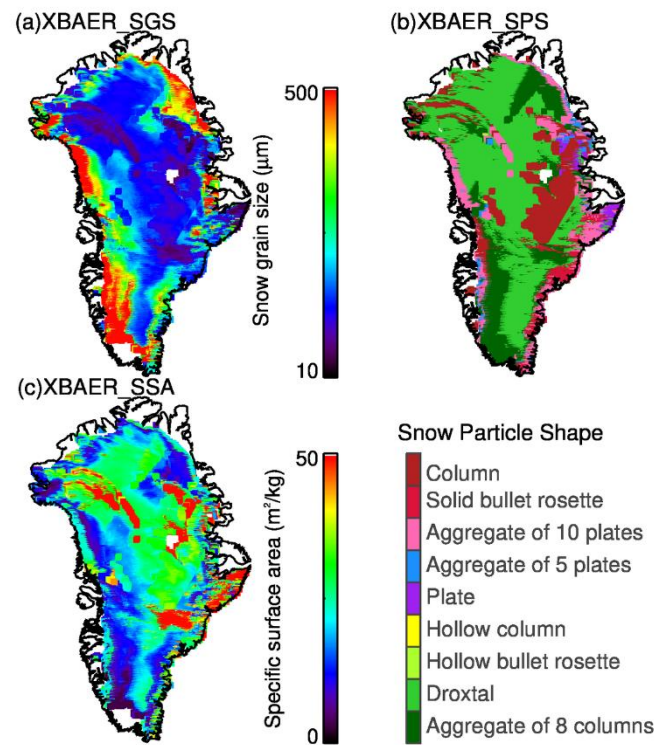 (a)XBAER_SGS
500
Snow grain size (μm)
10
(b)XBAER_SPS
(c)XBAER_SSA
50
Specific surface area (m²/kg)
0
Snow Particle Shape
Column
Solid bullet rosette
Aggregate of 10 plates
Aggregate of 5 plates
Plate
Hollow column
Hollow bullet rosette
Droxtal
Aggregate of 8 columns